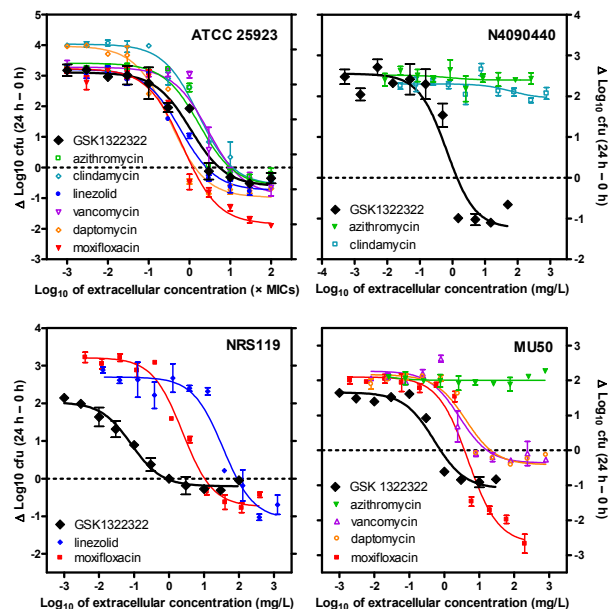 ATCC 25923
5
4
3
2
1
0
-1
-2
-3
Δ Log10 cfu (24 h – 0 h)
GSK1322322
azithromycin
clindamycin
linezolid
vancomycin
daptomycin
moxifloxacin
-4 -3 -2 -1 0 1 2 3
Log10 of extracellular concentration (× MICs)
N4090440
4
3
2
1
0
-1
-2
Δ Log10 cfu (24 h – 0 h)
GSK1322322
azithromycin
clindamycin
-4 -3 -2 -1 0 1 2 3 4
Log10 of extracellular concentration (mg/L)
NRS119
4
3
2
1
0
-1
-2
Δ Log10 cfu (24 h – 0 h)
GSK1322322
linezolid
moxifloxacin
-3 -2 -1 0 1 2 3
Log10 of extracellular concentration (mg/L)
MU50
3
2
1
0
-1
-2
-3
Δ Log10 cfu (24 h – 0 h)
GSK 1322322
azithromycin
vancomycin
daptomycin
moxifloxacin
-3 -2 -1 0 1 2 3
Log10 of extracellular concentration (mg/L)